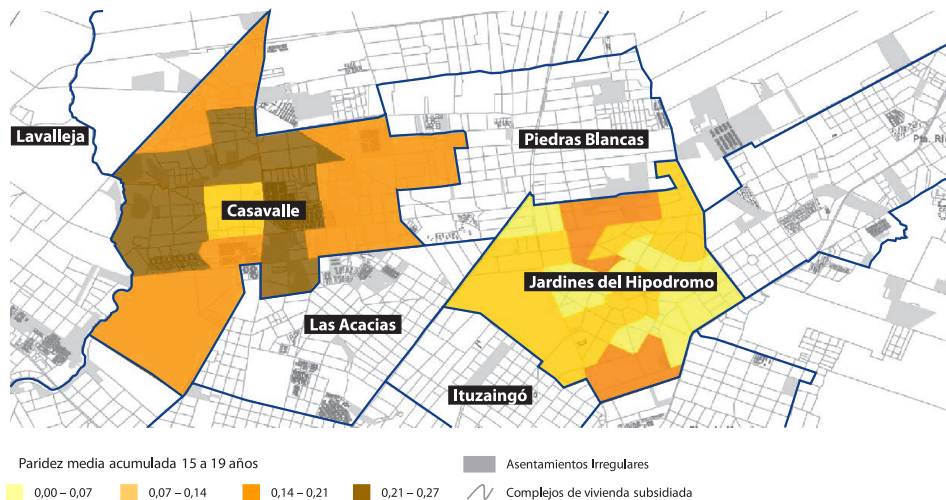 Lavalleja
Piedras Blancas
Casavalle
Jardines del Hipodromo
Las Acacias
Ituzaingó
Paridez media acumulada 15 a 19 años
0,00 – 0,07
0,07 – 0,14
0,14 – 0,21
0,21 – 0,27
Asentamientos Irregulares
Complejos de vivienda subsidiada